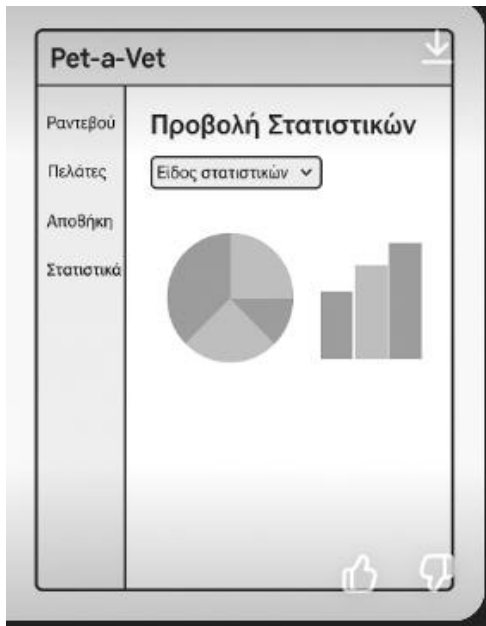 Pet-a-Vet
Ραντεβού
Πελάτες
Αποθήκη
Στατιστικά
Προβολή Στατιστικών
Είδος στατιστικών